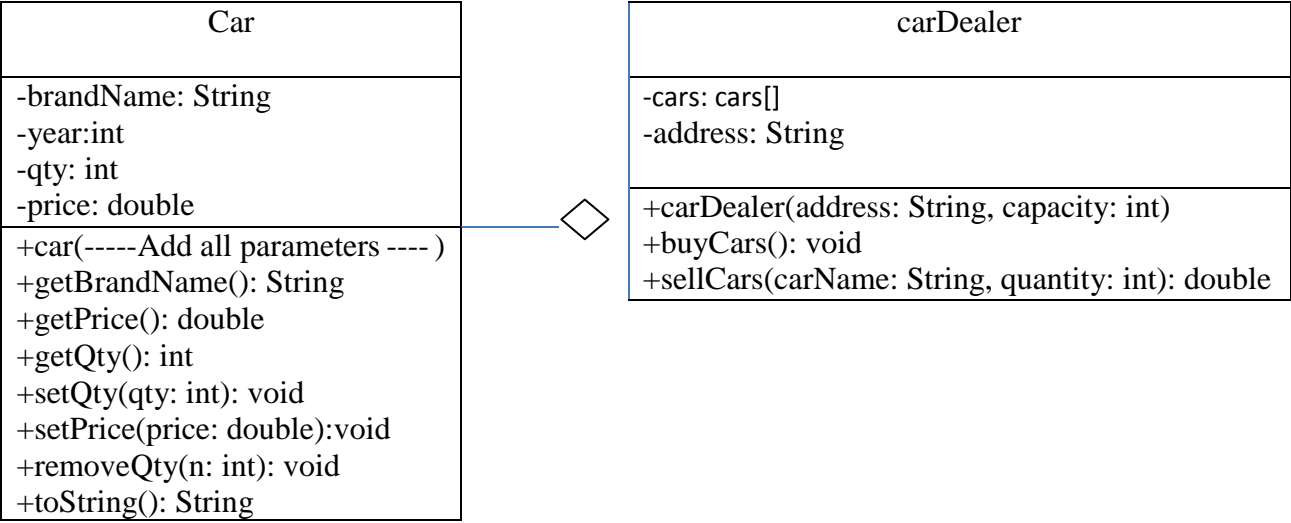 Car
-brandName: String
-year:int
-qty: int
-price: double
+car(-----Add all parameters ---- )
+getBrandName(): String
+getPrice(): double
+getQty(): int
+setQty(qty: int): void
+setPrice(price: double):void
+removeQty(n: int): void
+toString(): String
carDealer
-cars: cars[]
-address: String
+carDealer(address: String, capacity: int)
+buyCars(): void
+sellCars(carName: String, quantity: int): double